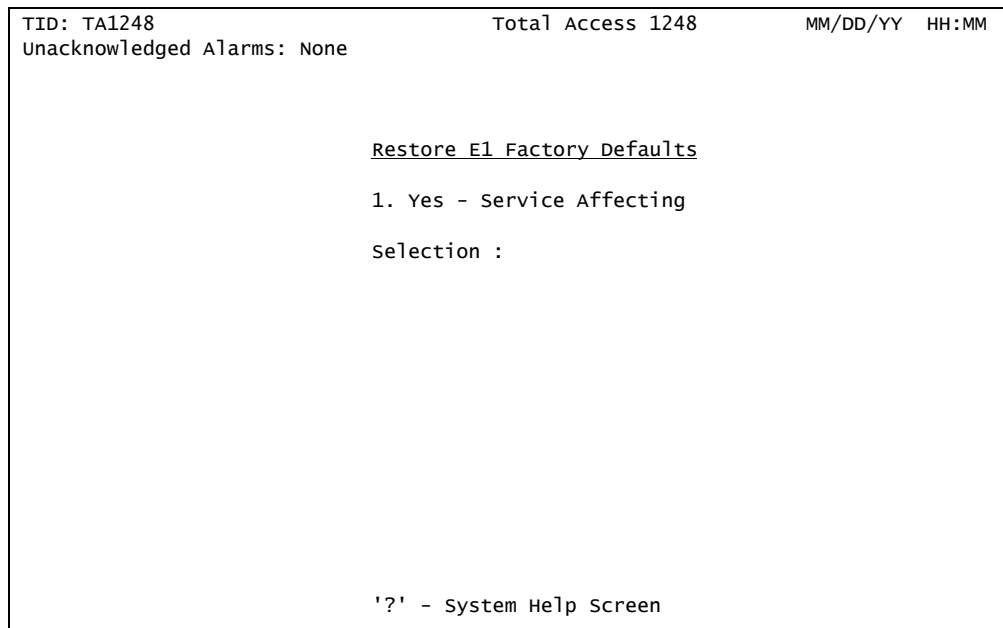 TID: TA1248 Total Access 1248 MM/DD/YY HH:MM
Unacknowledged Alarms: None
Restore E1 Factory Defaults
1. Yes – Service Affecting
Selection :
'?' – System Help Screen